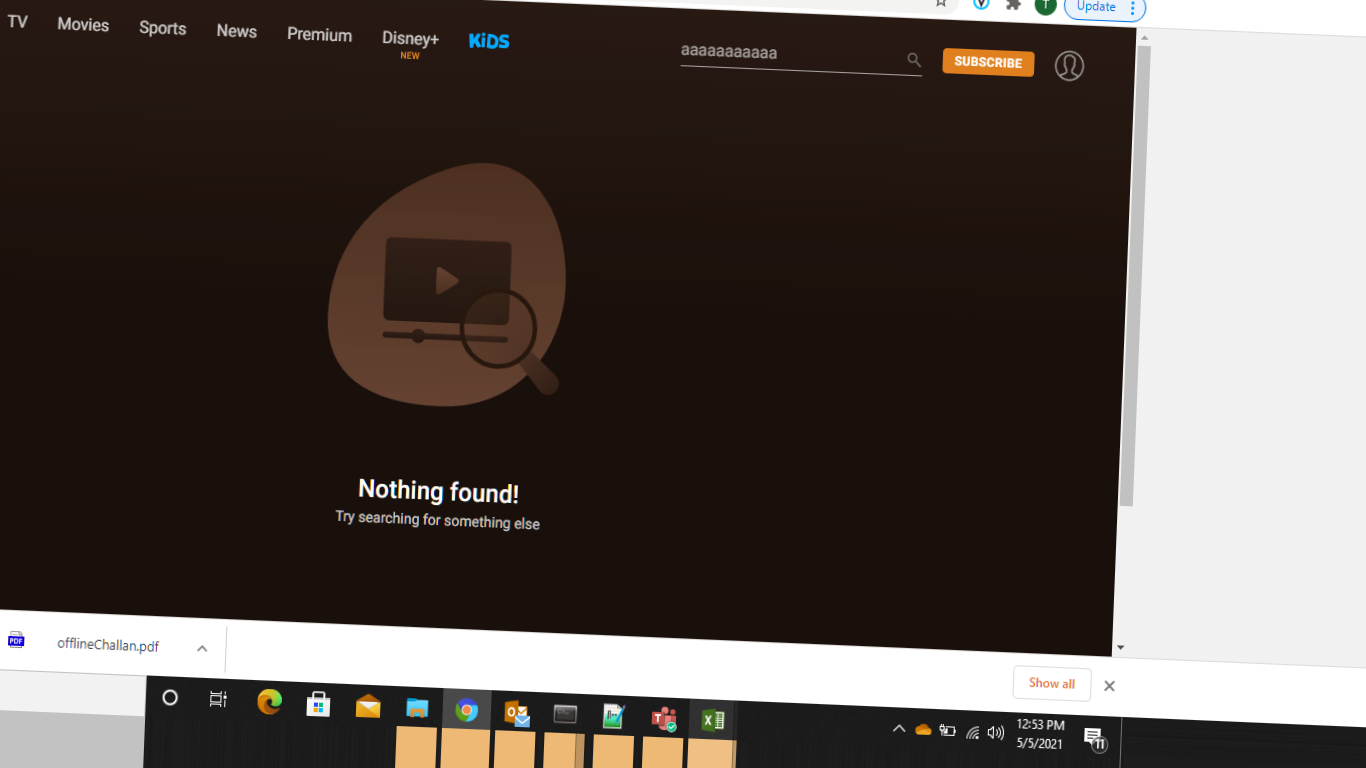 TV Movies Sports News Premium Disney+ KiDS
NEW
aaaaaaaaaaa
SUBSCRIBE
T
Update
Nothing found!
Try searching for something else
PDF
offlineChallan.pdf
Show all
12:53 PM
5/5/2021
11